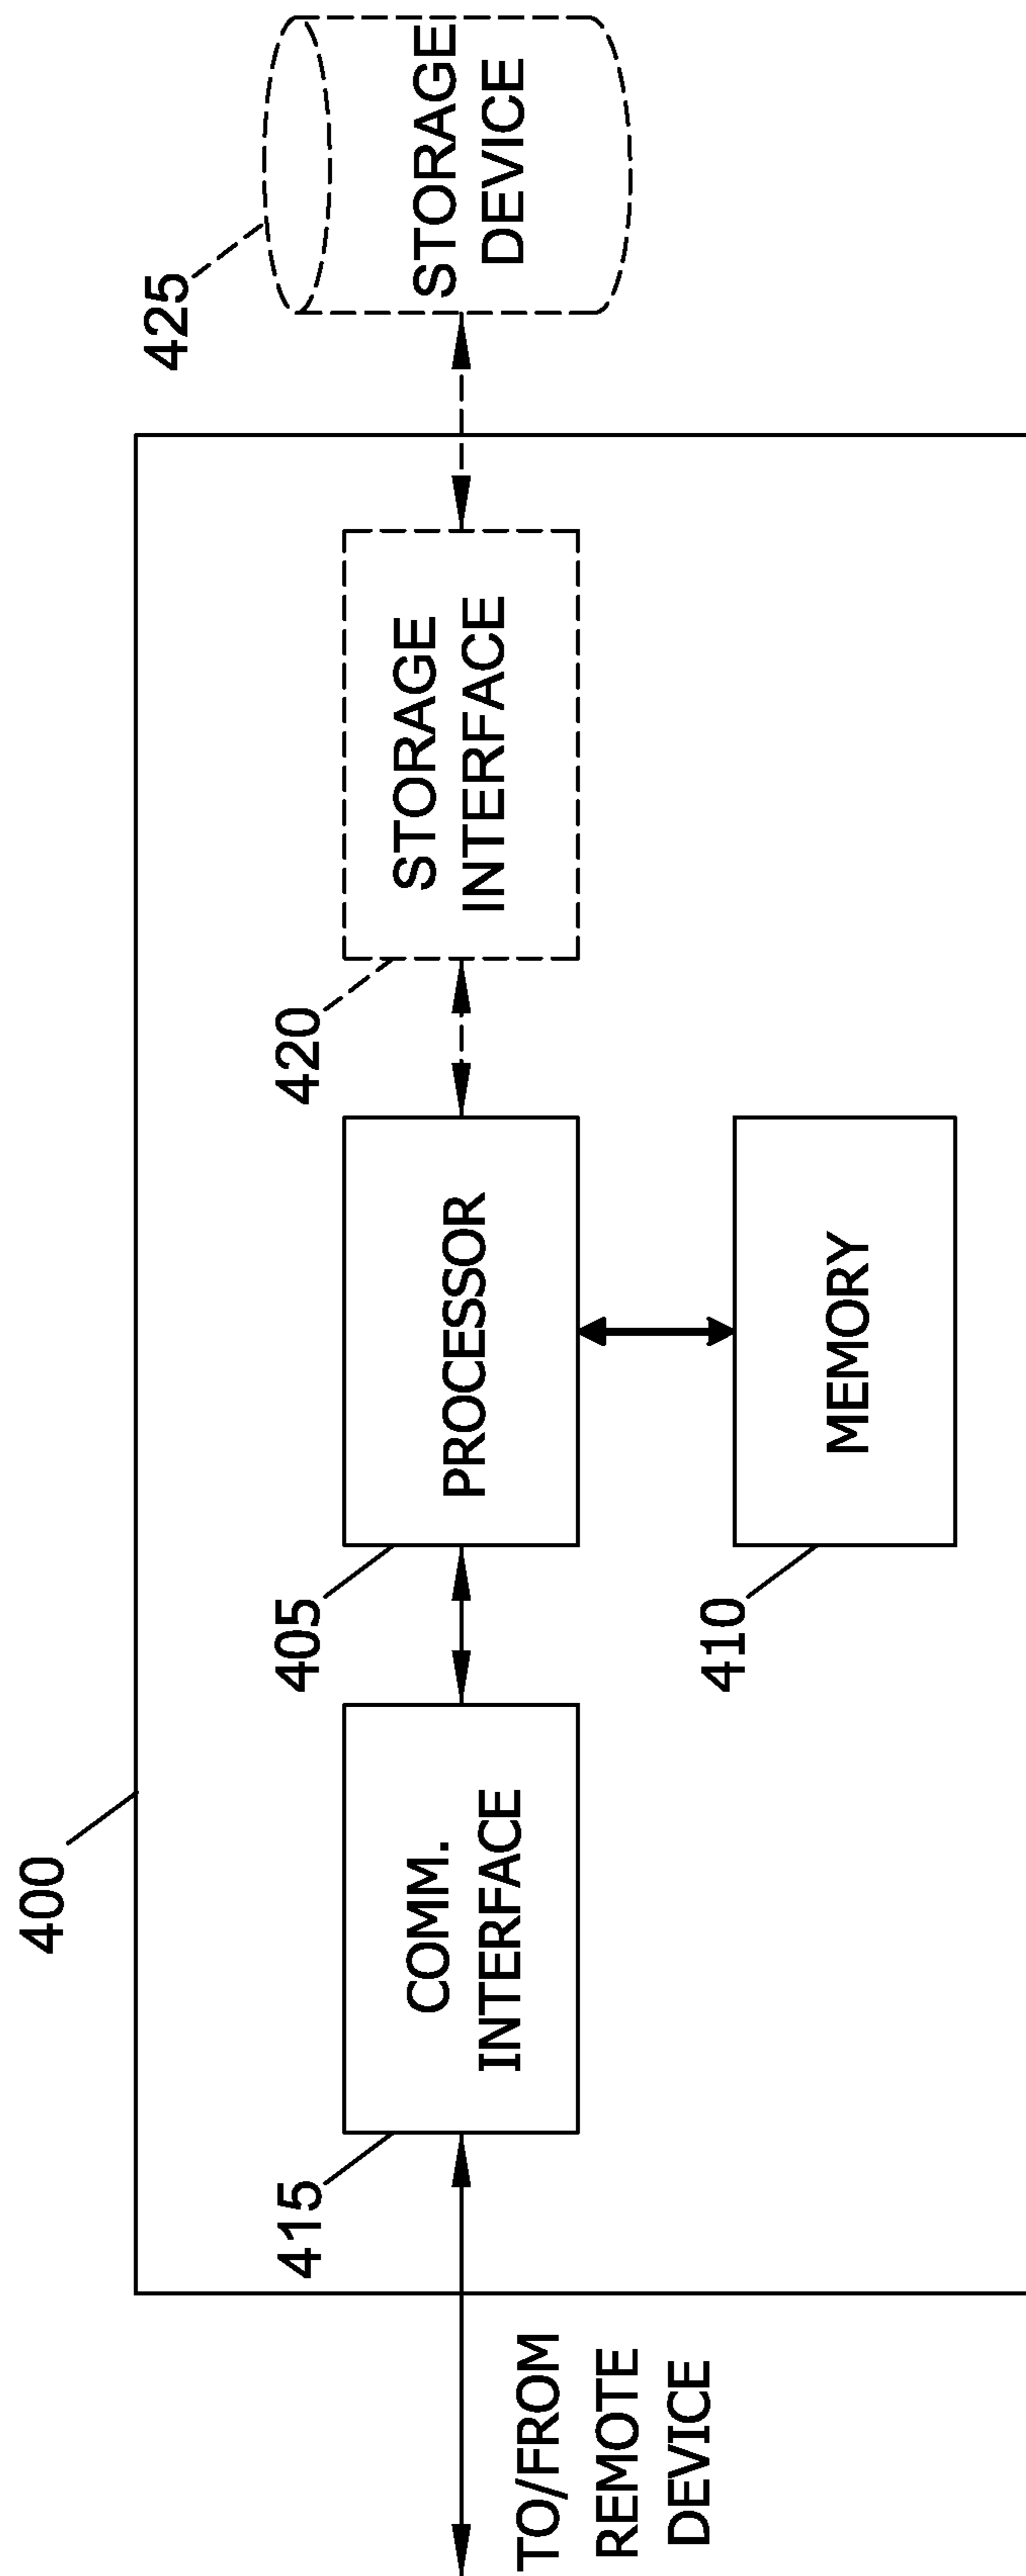 400
425
415
405
420
COMM.
INTERFACE
PROCESSOR
STORAGE
INTERFACE
STORAGE
DEVICE
TO/FROM
REMOTE
DEVICE
410
MEMORY